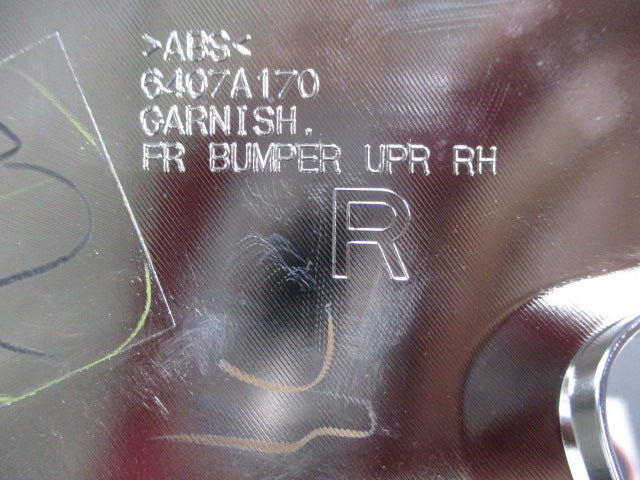 >ABS<
6407A170
GARNISH.
FR BUMPER UPR RH
R